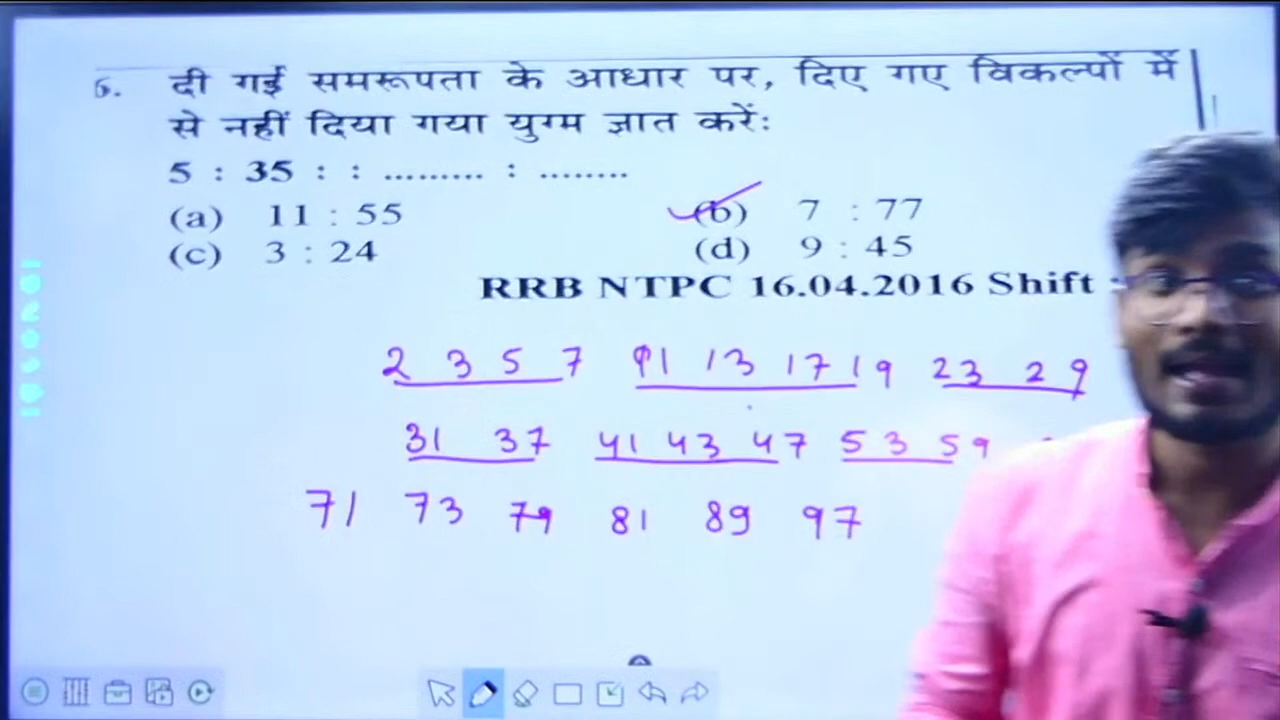 6. दी गई समरूपता के आधार पर, दिए गए विकल्पों में
से नहीं दिया गया युग्म ज्ञात करें:
5 : 35 : : ......... : ........
(a) 11 : 55 (b) 7 : 77
(c) 3 : 24 (d) 9 : 45
RRB NTPC 16.04.2016 Shift :
2 3 5 7 11 13 17 19 23 29
31 37 41 43 47 53 59
71 73 79 81 89 97